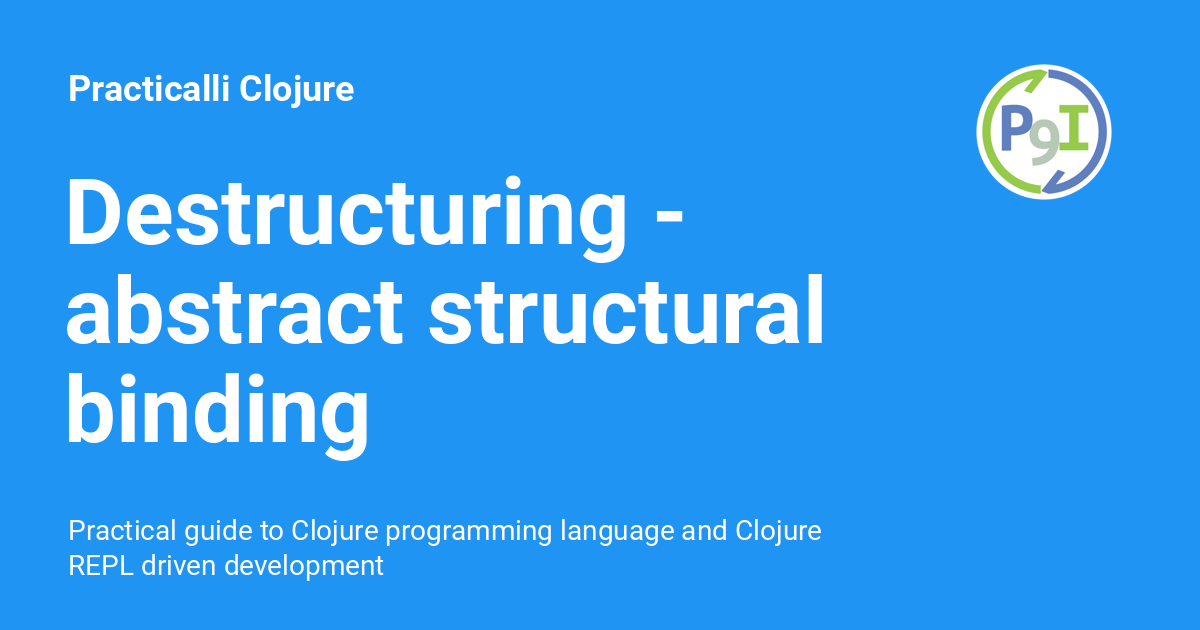 Practicalli Clojure
P9I
Destructuring -
abstract structural
binding
Practical guide to Clojure programming language and Clojure
REPL driven development